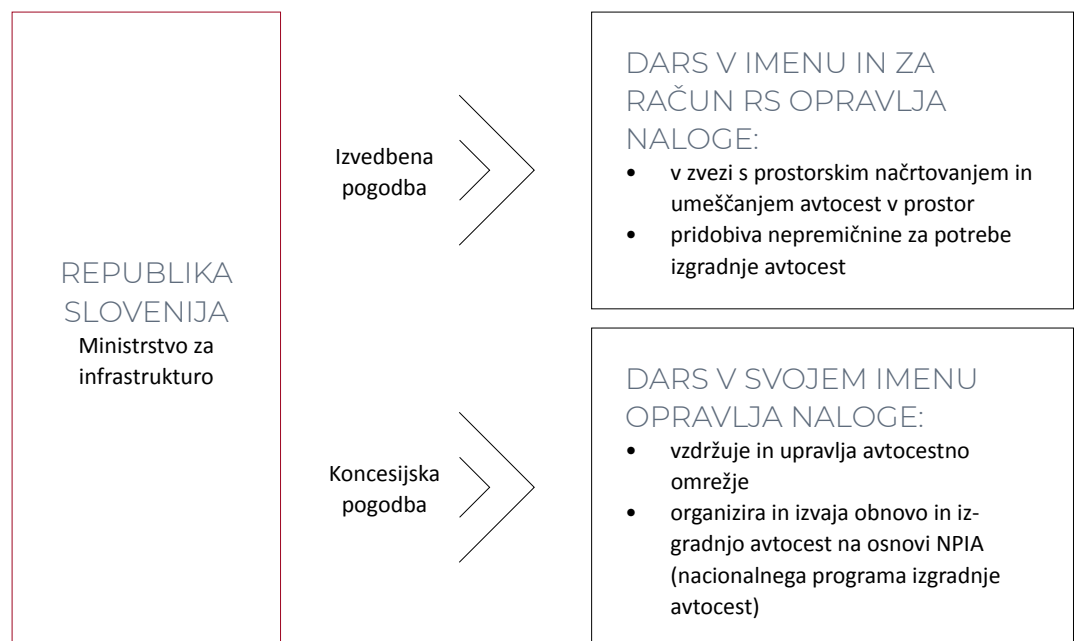 REPUBLIKA
SLOVENIJA
Ministrstvo za
infrastrukturo
Izvedbena
pogodba
DARS V IMENU IN ZA
RAČUN RS OPRAVLJA
NALOGE:
• v zvezi s prostorskim načrtovanjem in
umeščanjem avtocest v prostor
• pridobiva nepremičnine za potrebe
izgradnje avtocest
Koncesijska
pogodba
DARS V SVOJEM IMENU
OPRAVLJA NALOGE:
• vzdržuje in upravlja avtocestno
omrežje
• organizira in izvaja obnovo in iz-
gradnjo avtocest na osnovi NPIA
(nacionalnega programa izgradnje
avtocest)